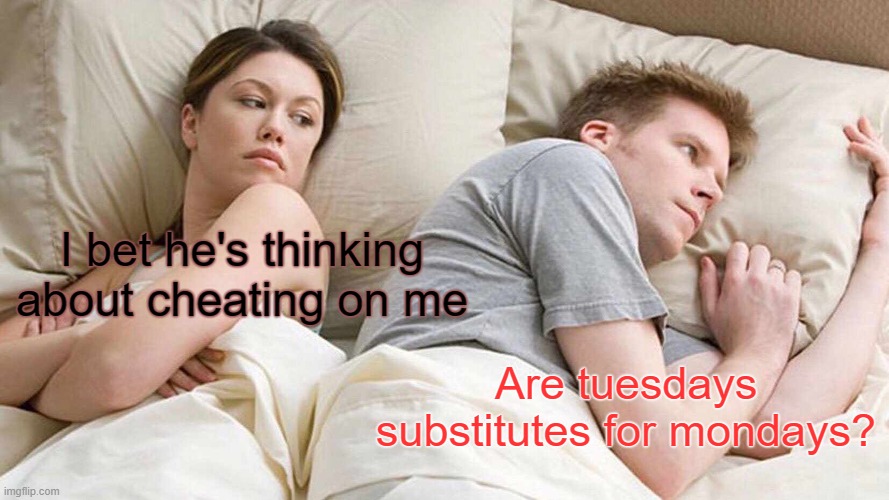 I bet he's thinking
about cheating on me
Are tuesdays
substitutes for mondays?
imgflip.com